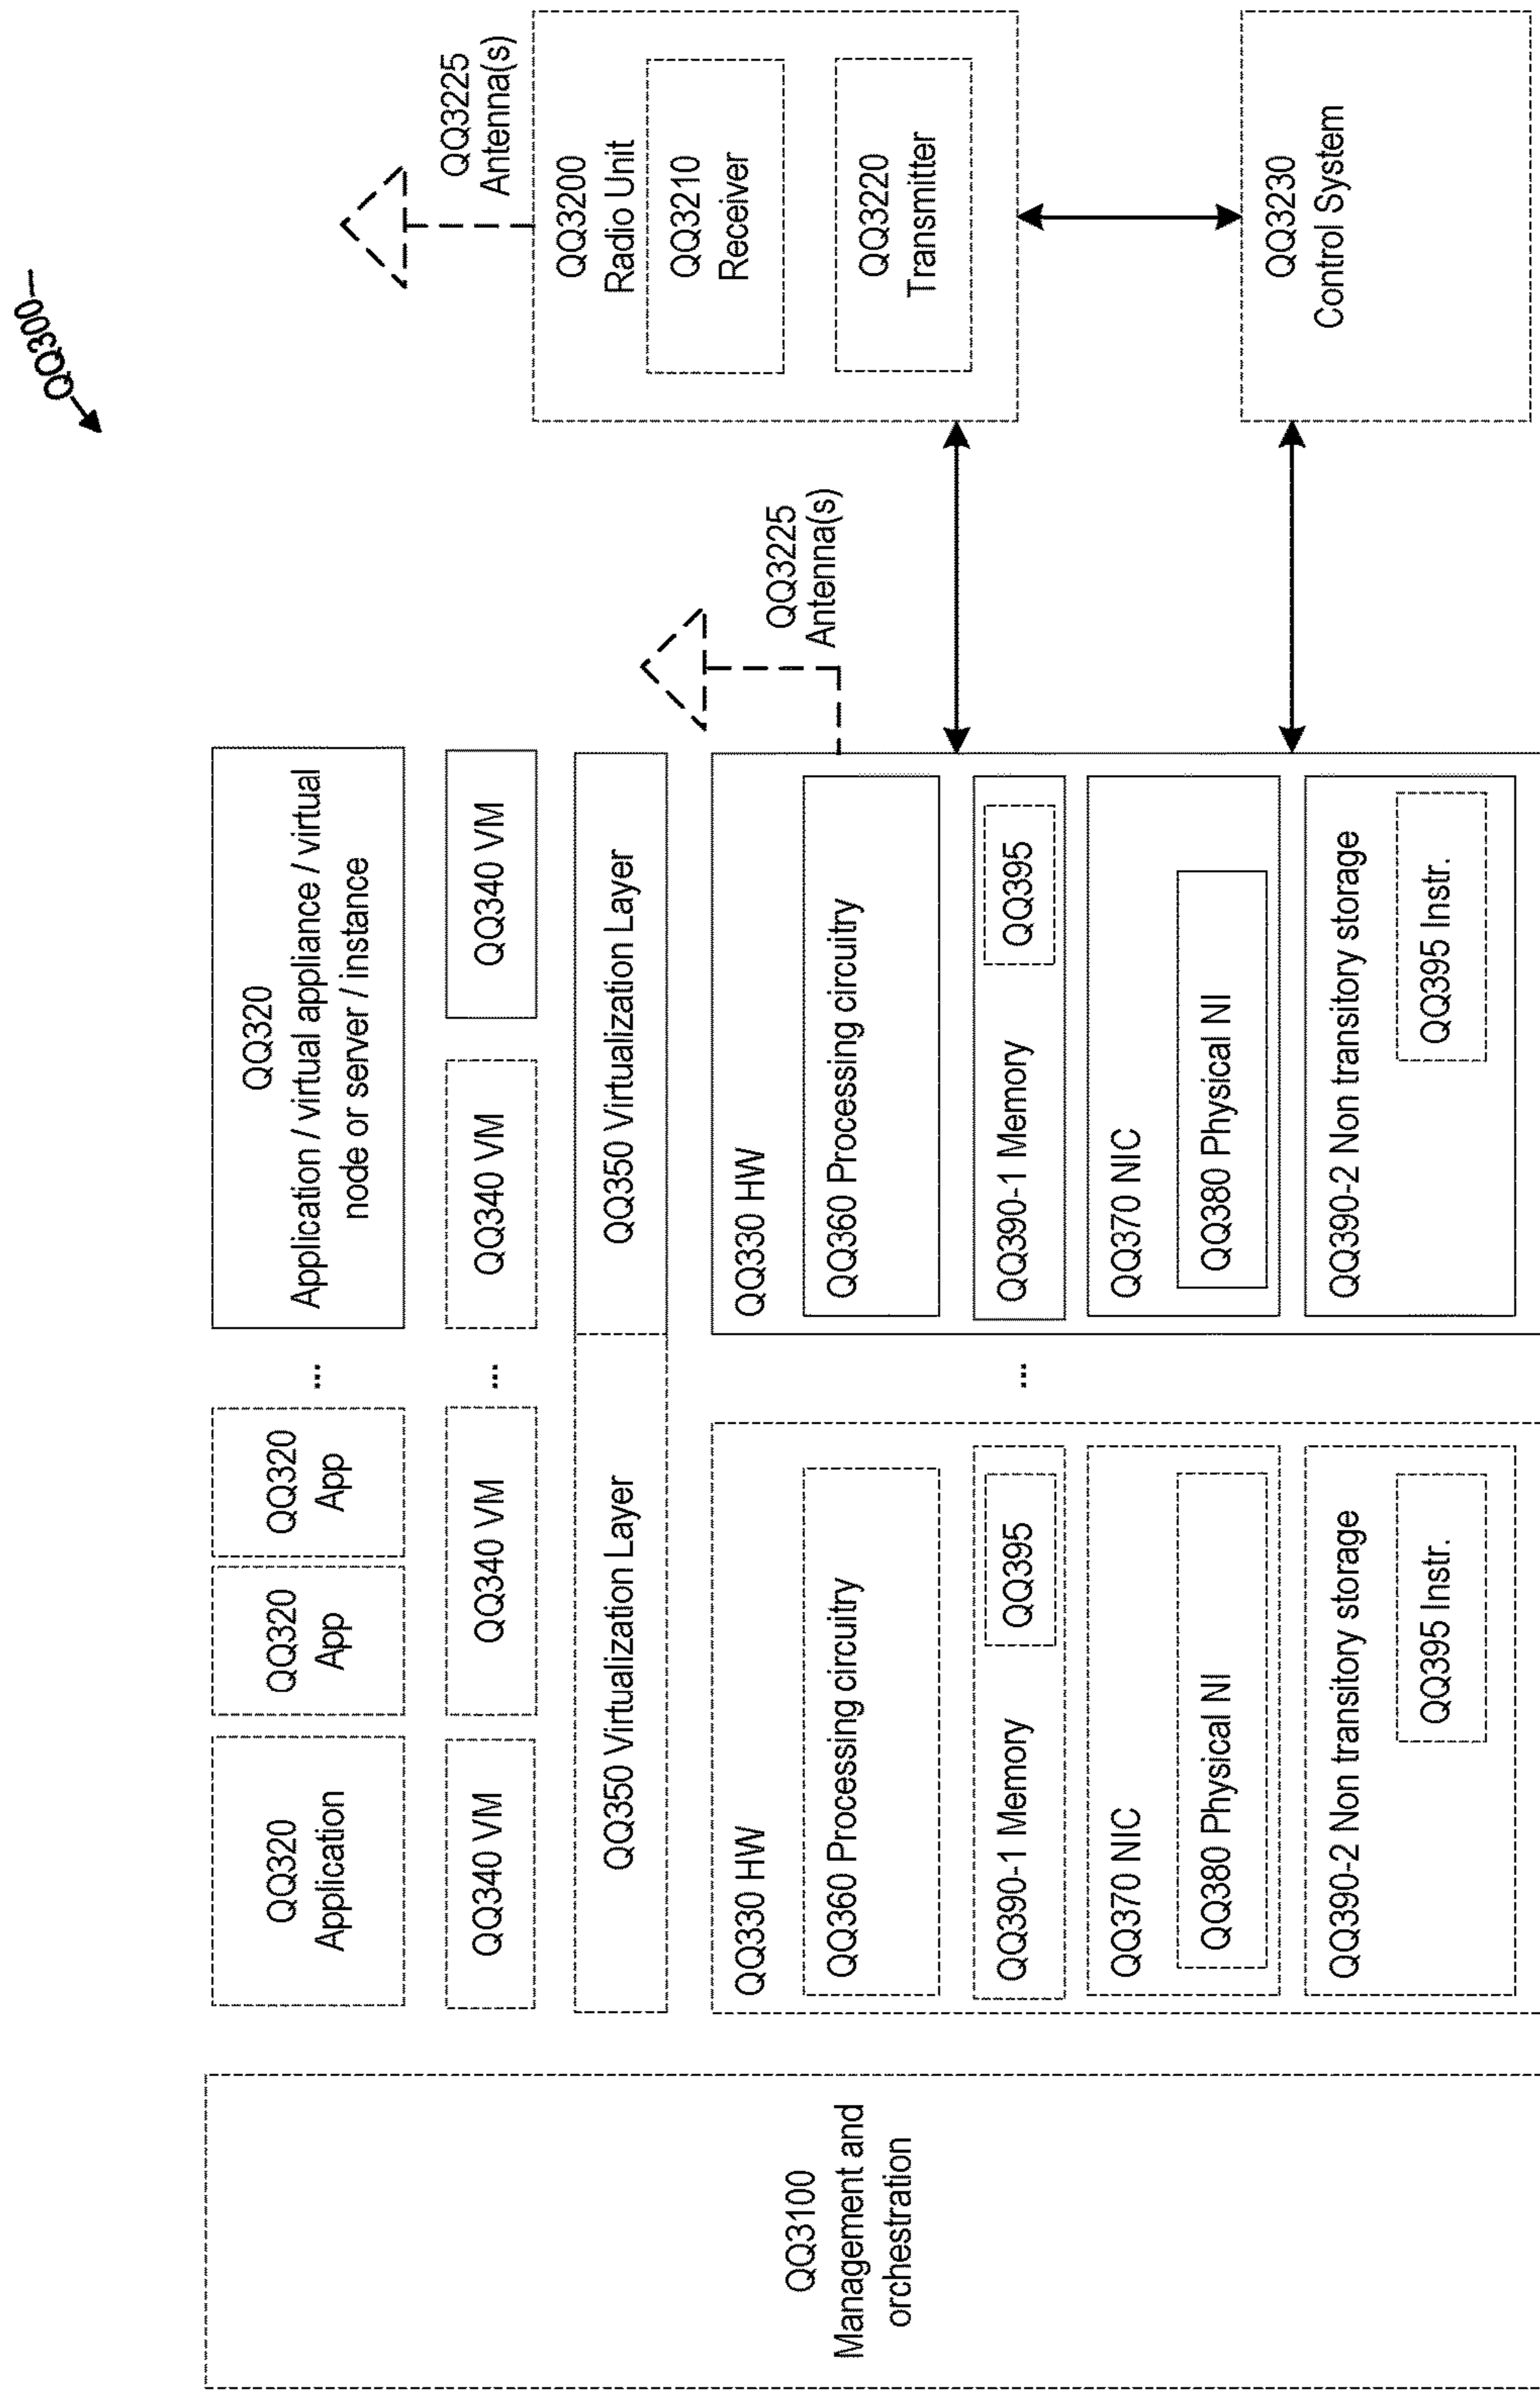 QQ300
QQ3100
Management and
orchestration
QQ320
Application
QQ320
App
QQ320
App
...
QQ320
Application / virtual appliance / virtual
node or server / instance
QQ340 VM
QQ340 VM
...
QQ340 VM
QQ340 VM
QQ350 Virtualization Layer
QQ350 Virtualization Layer
QQ330 HW
QQ360 Processing circuitry
QQ390-1 Memory
QQ395
QQ370 NIC
QQ380 Physical NI
QQ390-2 Non transitory storage
QQ395 Instr.
...
QQ330 HW
QQ360 Processing circuitry
QQ390-1 Memory
QQ395
QQ370 NIC
QQ380 Physical NI
QQ390-2 Non transitory storage
QQ395 Instr.
QQ3225
Antenna(s)
QQ3225
Antenna(s)
QQ3200
Radio Unit
QQ3210
Receiver
QQ3220
Transmitter
QQ3230
Control System